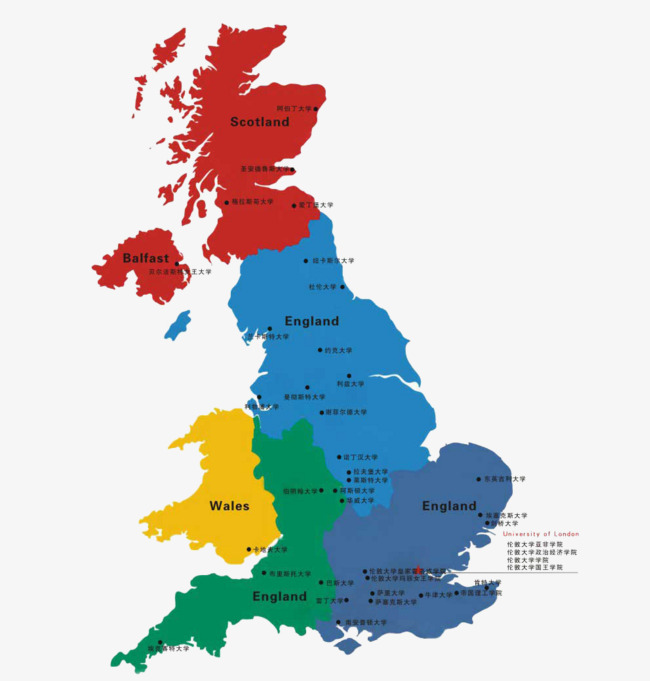 阿伯丁大学
Scotland
圣安德鲁斯大学
格拉斯哥大学
爱丁堡大学
Balfast
贝尔法斯特女王大学
纽卡斯尔大学
杜伦大学
England
兰卡斯特大学
约克大学
利兹大学
曼彻斯特大学
利物浦大学
谢菲尔德大学
诺丁汉大学
拉夫堡大学
莱斯特大学
东英吉利大学
伯明翰大学
阿斯顿大学
华威大学
Wales
England
埃塞克斯大学
剑桥大学
University of London
伦敦大学亚非学院
伦敦大学政治经济学院
伦敦大学学院
伦敦大学国王学院
卡地夫大学
布里斯托大学
伦敦大学皇家霍洛威学院
伦敦大学玛丽女王学院
巴斯大学
肯特大学
England
雷丁大学
萨里大学
萨塞克斯大学
牛津大学
帝国理工学院
南安普顿大学
埃克塞特大学